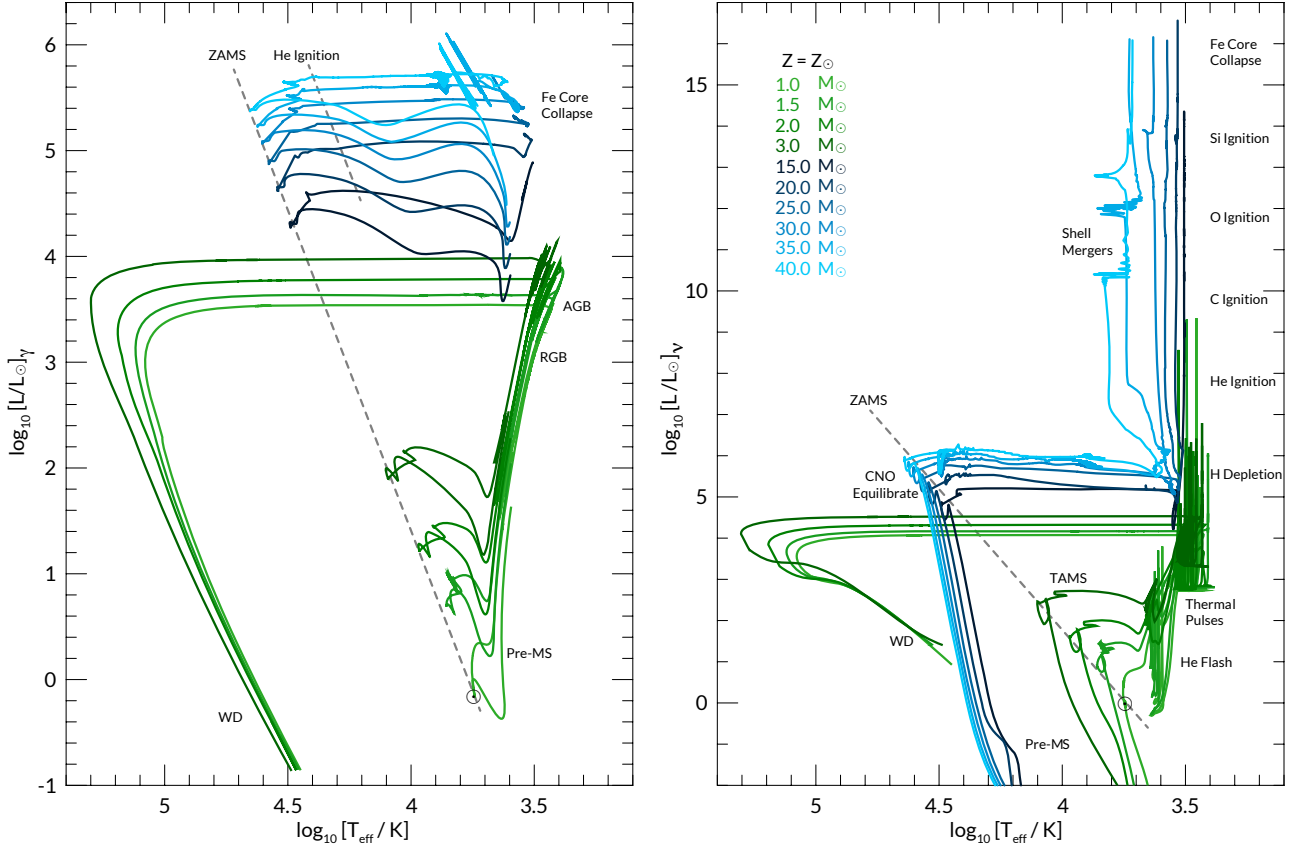 6
5
4
3
2
1
0
-1
5
4.5
4
3.5
log₁₀ [L/L☉]γ
log₁₀ [T_eff / K]
ZAMS
He Ignition
Fe Core
Collapse
AGB
RGB
Pre-MS
WD
15
10
5
0
5
4.5
4
3.5
log₁₀ [L/L☉]ν
log₁₀ [T_eff / K]
Z = Z☉
1.0 M☉
1.5 M☉
2.0 M☉
3.0 M☉
15.0 M☉
20.0 M☉
25.0 M☉
30.0 M☉
35.0 M☉
40.0 M☉
Fe Core
Collapse
Si Ignition
O Ignition
Shell
Mergers
C Ignition
He Ignition
ZAMS
CNO
Equilibrate
H Depletion
TAMS
Thermal
Pulses
WD
He Flash
Pre-MS